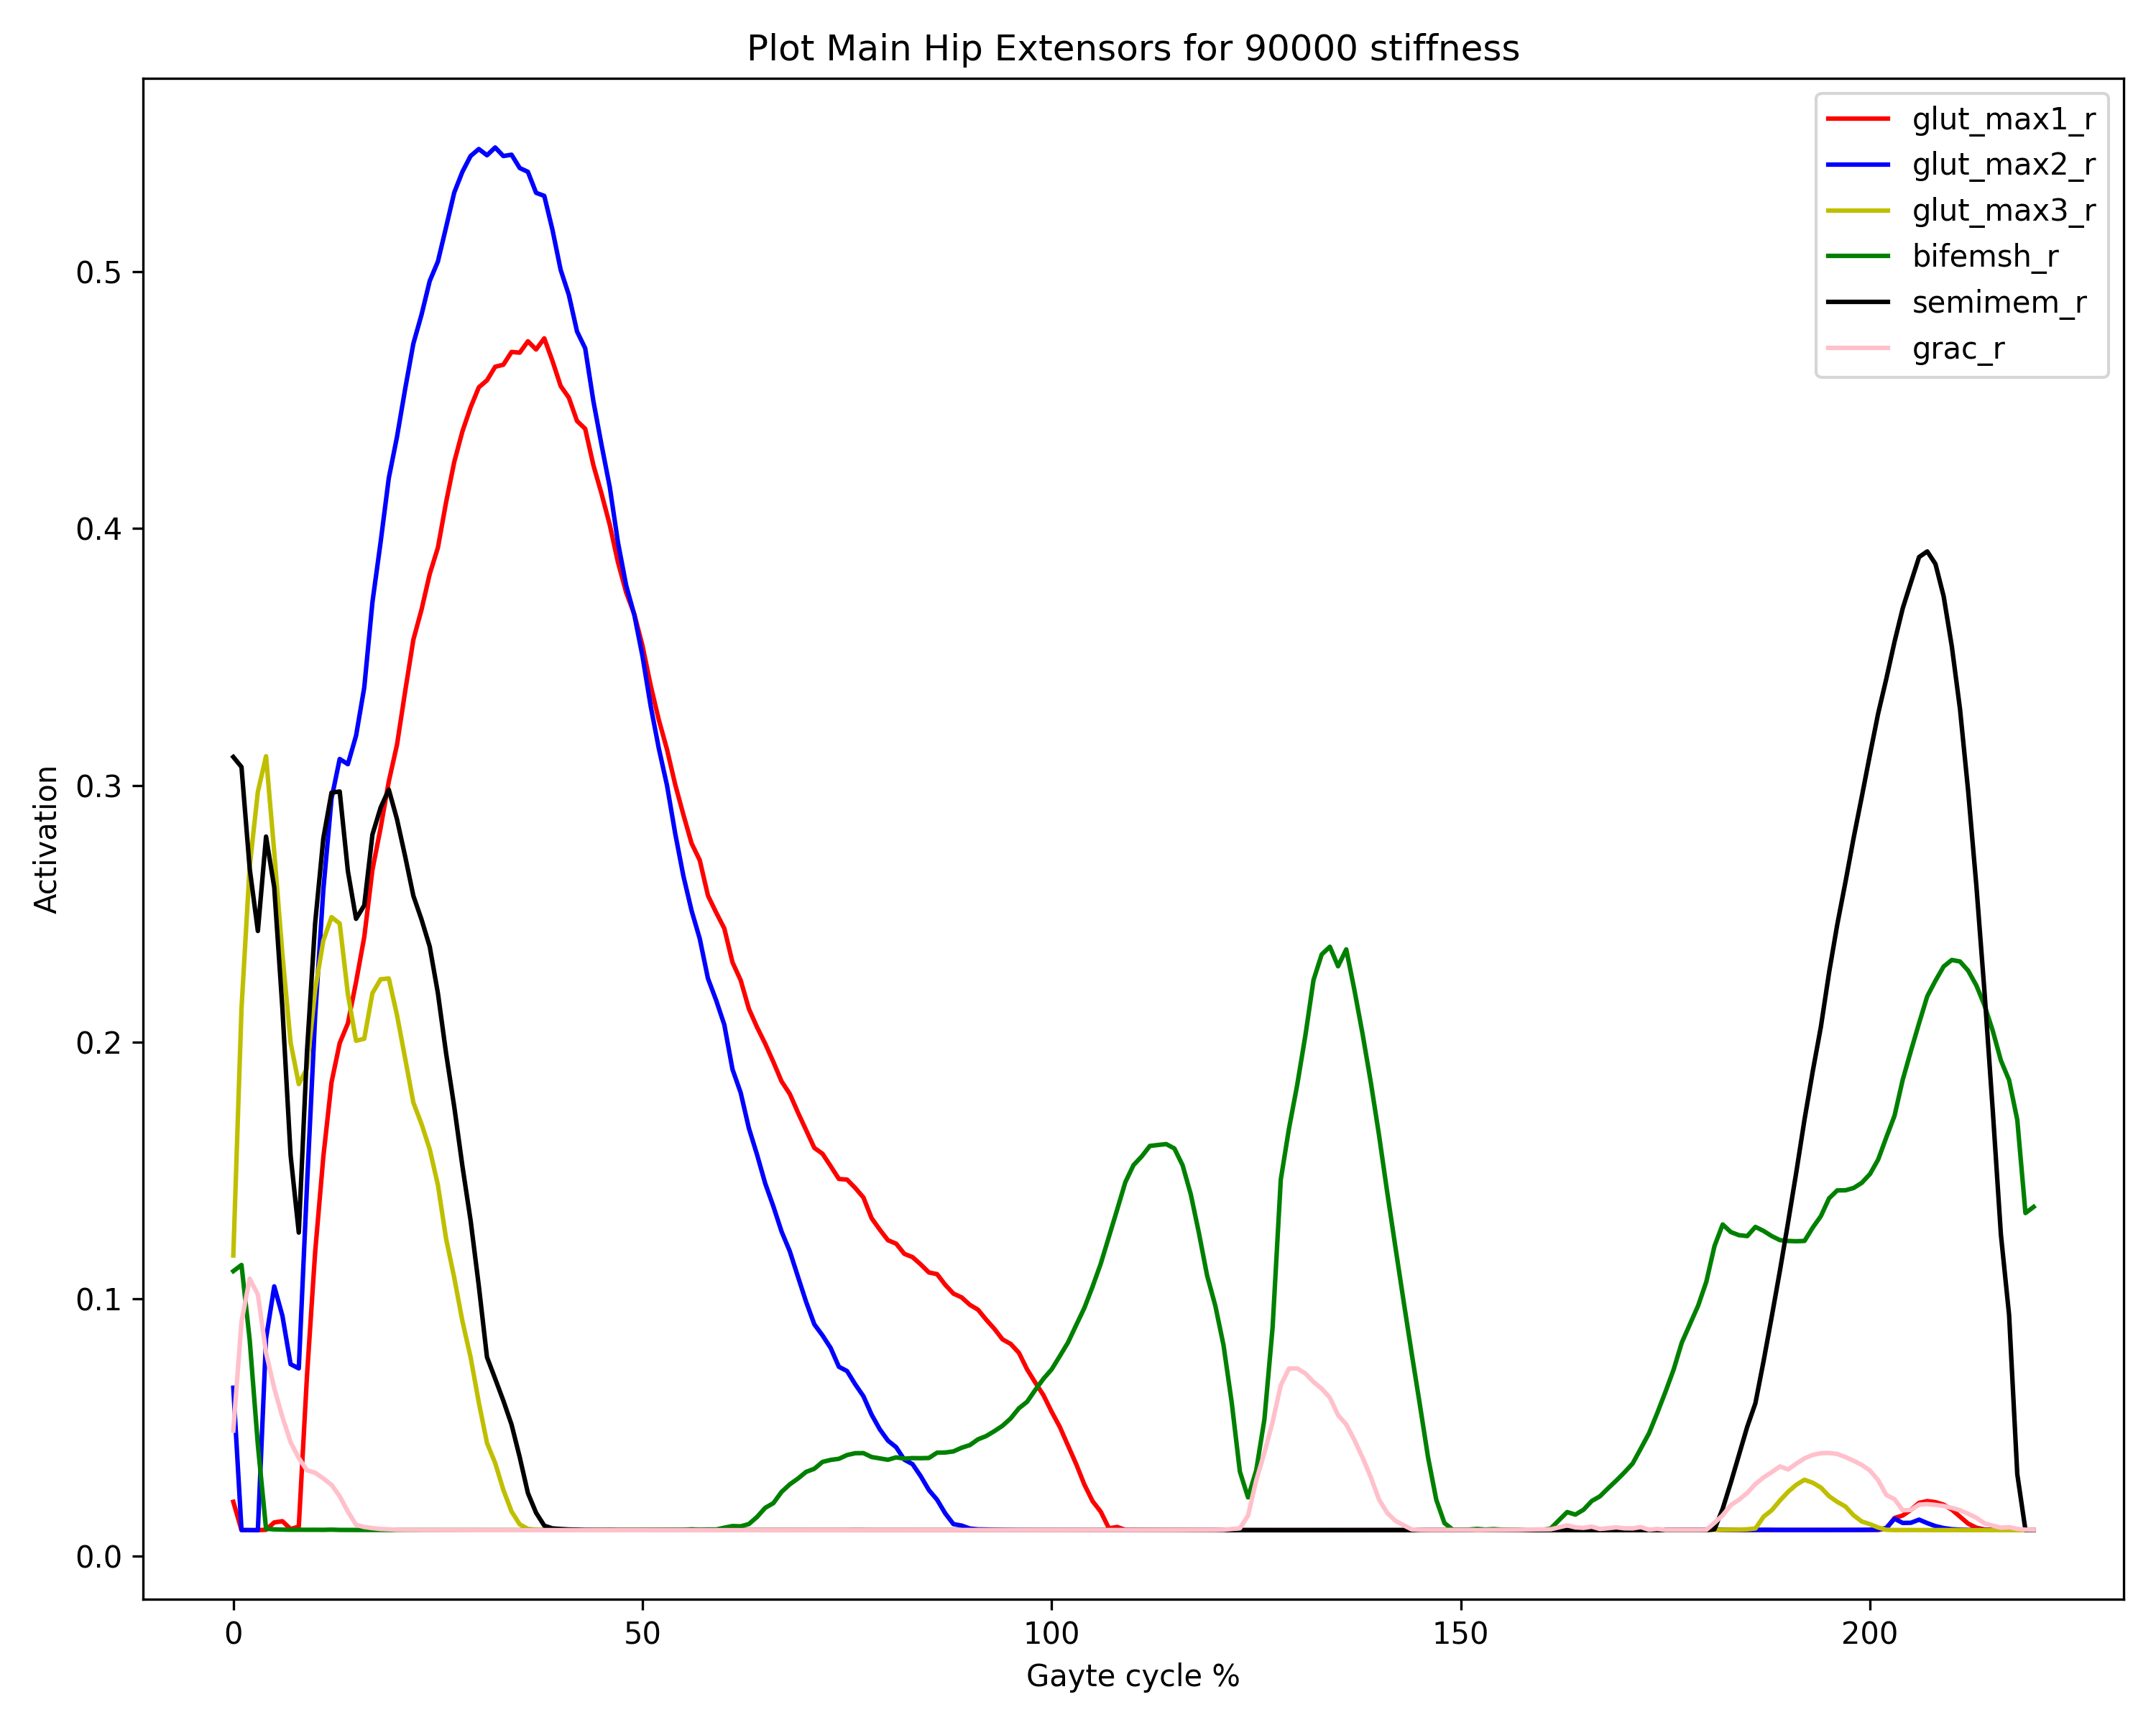 Plot Main Hip Extensors for 90000 stiffness
glut_max1_r
glut_max2_r
glut_max3_r
bifemsh_r
semimem_r
grac_r
0.5
0.4
0.3
0.2
0.1
0.0
Activation
0 50 100 150 200
Gayte cycle %